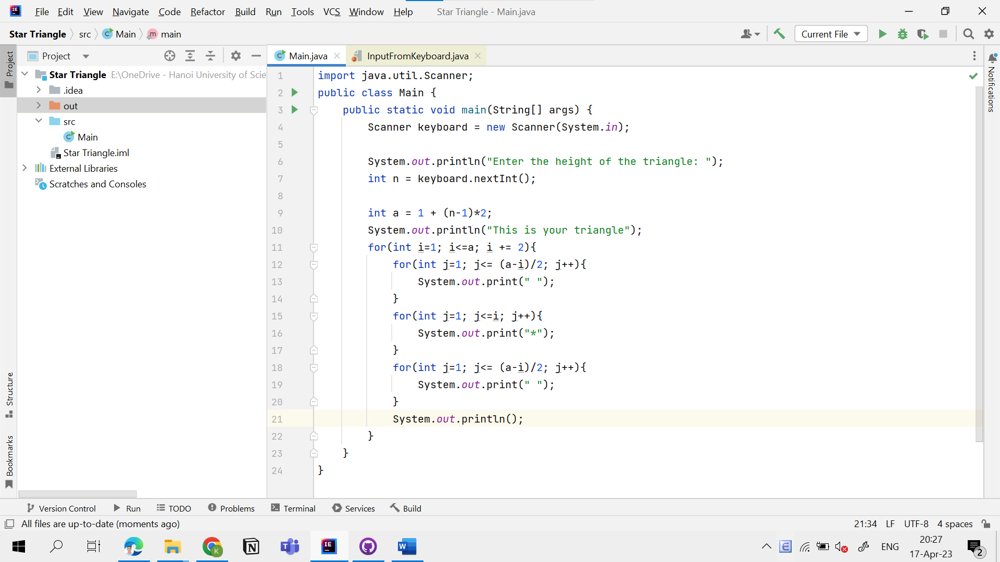 File Edit View Navigate Code Refactor Build Run Tools VCS Window Help Star Triangle - Main.java
Star Triangle src Main main Current File
Project Main.java InputFromKeyboard.java
Project
Star Triangle E:\OneDrive - Hanoi University of Scie
.idea
out
src
Main
Star Triangle.iml
External Libraries
Scratches and Consoles
Structure
Bookmarks
1 import java.util.Scanner;
2 public class Main {
3 public static void main(String[] args) {
4 Scanner keyboard = new Scanner(System.in);
5
6 System.out.println("Enter the height of the triangle: ");
7 int n = keyboard.nextInt();
8
9 int a = 1 + (n-1)*2;
10 System.out.println("This is your triangle");
11 for(int i=1; i<=a; i += 2){
12 for(int j=1; j<= (a-i)/2; j++){
13 System.out.print(" ");
14 }
15 for(int j=1; j<=i; j++){
16 System.out.print("*");
17 }
18 for(int j=1; j<= (a-i)/2; j++){
19 System.out.print(" ");
20 }
21 System.out.println();
22 }
23 }
24 }
Notifications
Version Control Run TODO Problems Terminal Services Build
All files are up-to-date (moments ago) 21:34 LF UTF-8 4 spaces
ENG 20:27
17-Apr-23 2